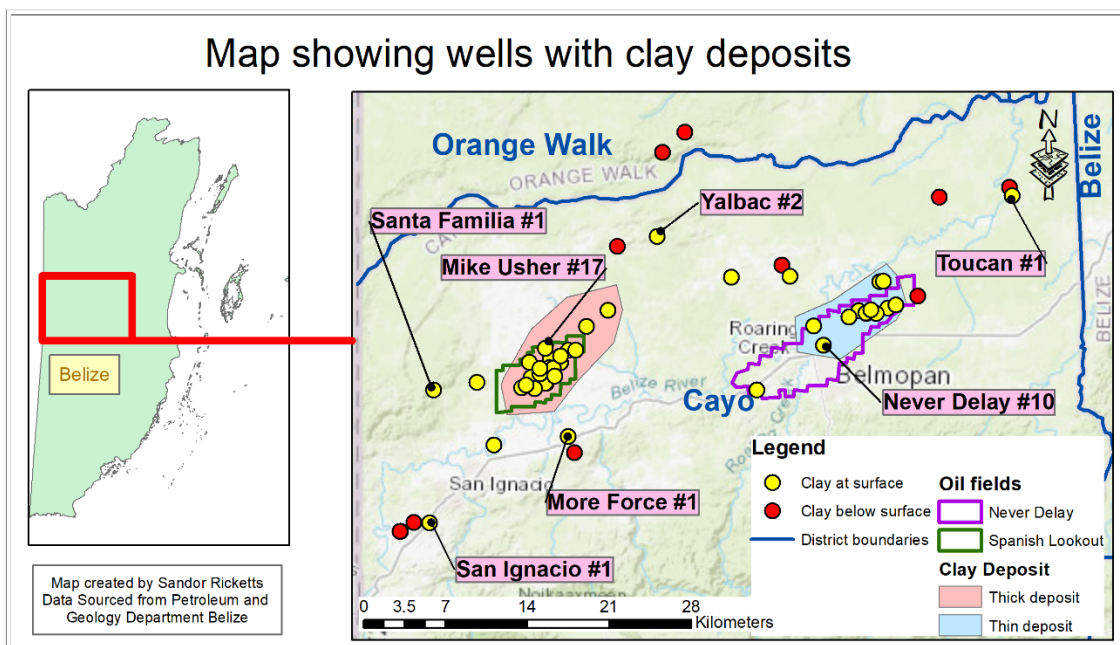 Map showing wells with clay deposits
Belize
Map created by Sandor Ricketts
Data Sourced from Petroleum and
Geology Department Belize
Orange Walk
ORANGE WALK
N
Belize
BELIZE
Santa Familia #1
Yalbac #2
Mike Usher #17
Toucan #1
Roaring
Creek
Belize River
Belmopan
Cayo
Never Delay #10
San Ignacio
More Force #1
San Ignacio #1
Legend
Clay at surface
Clay below surface
District boundaries
Oil fields
Never Delay
Spanish Lookout
Clay Deposit
Thick deposit
Thin deposit
0 3.5 7 14 21 28
Kilometers